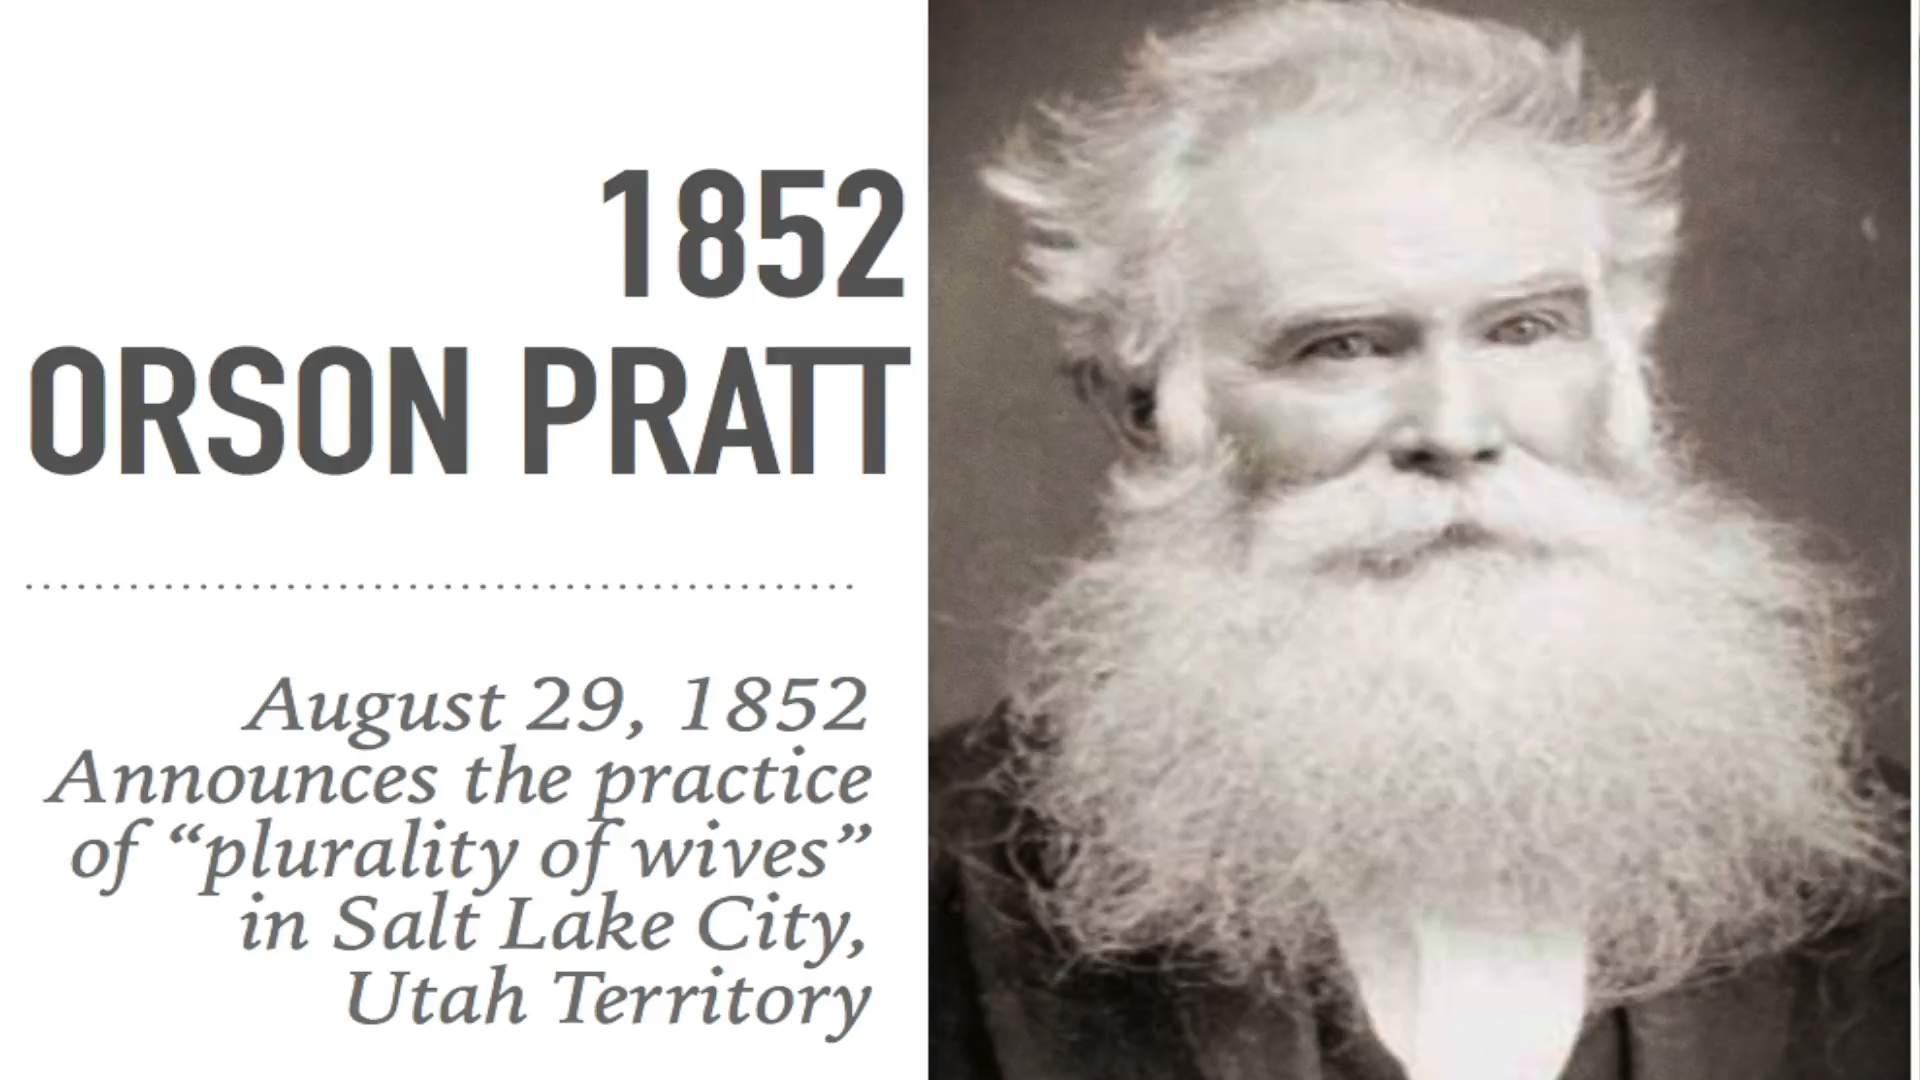 1852
ORSON PRATT
August 29, 1852
Announces the practice
of “plurality of wives”
in Salt Lake City,
Utah Territory